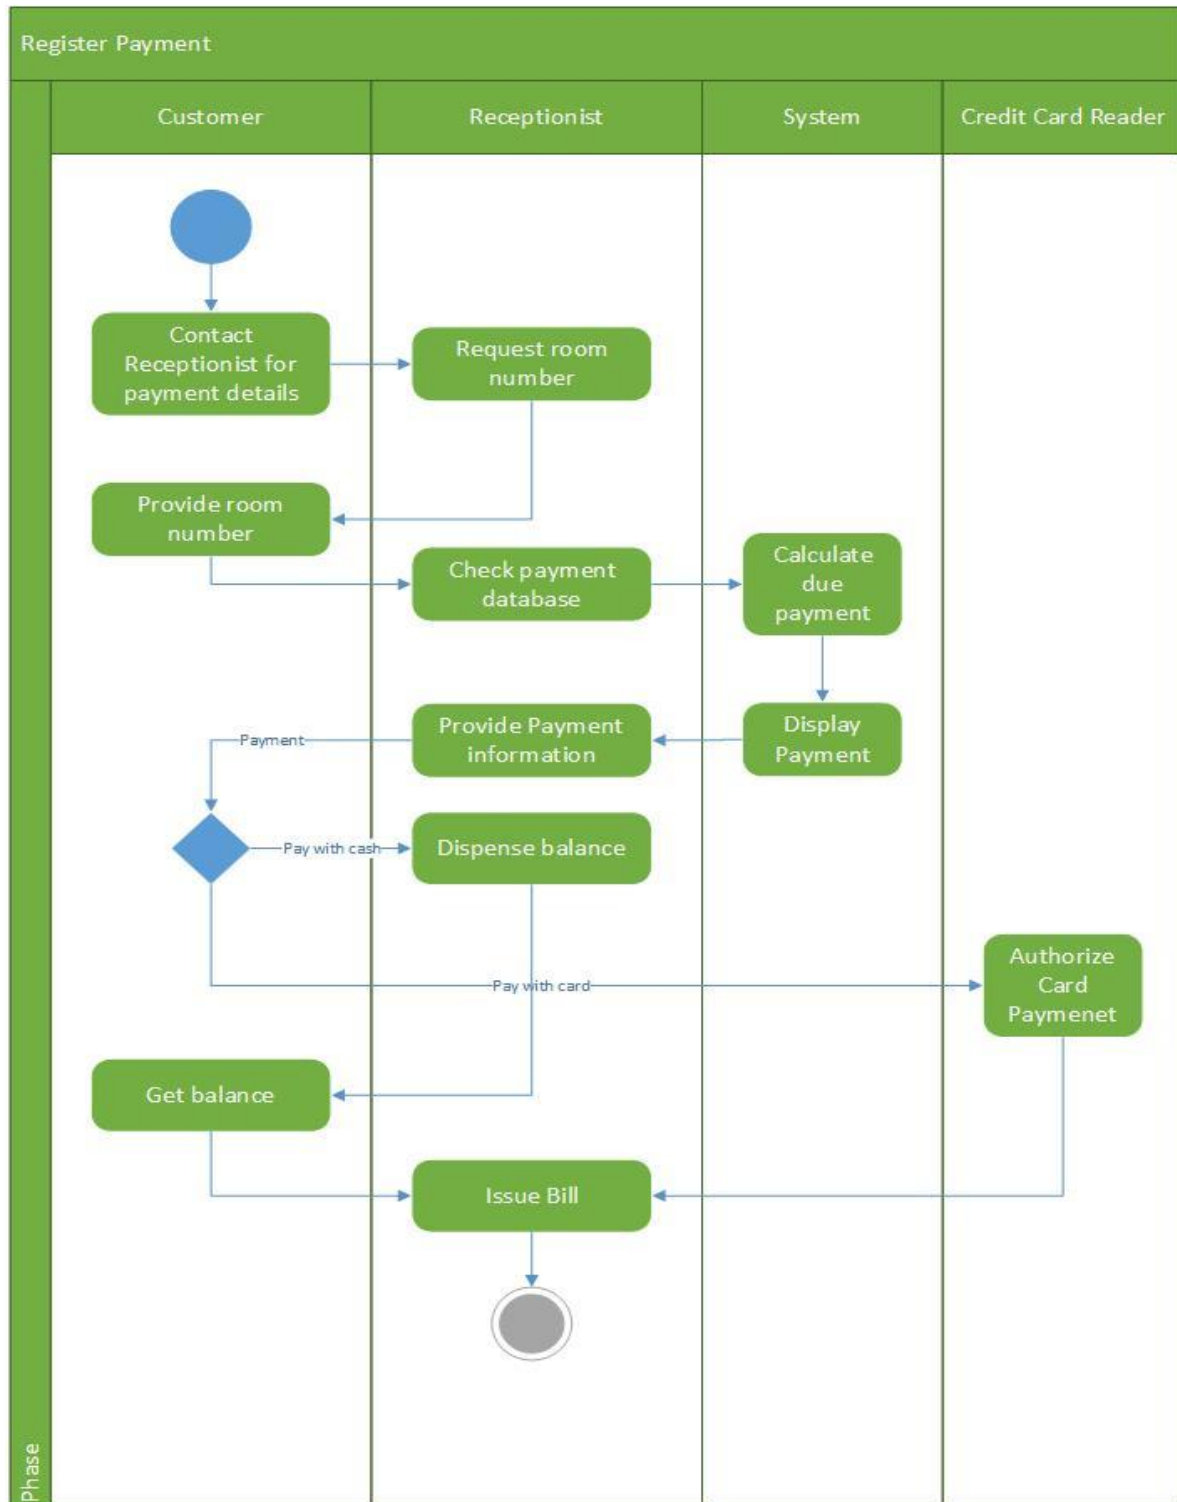 Register Payment
Customer
Receptionist
System
Credit Card Reader
Contact
Receptionist for
payment details
Request room
number
Provide room
number
Check payment
database
Calculate
due
payment
Payment
Provide Payment
information
Display
Payment
Pay with cash
Dispense balance
Pay with card
Authorize
Card
Paymenet
Get balance
Issue Bill
Phase